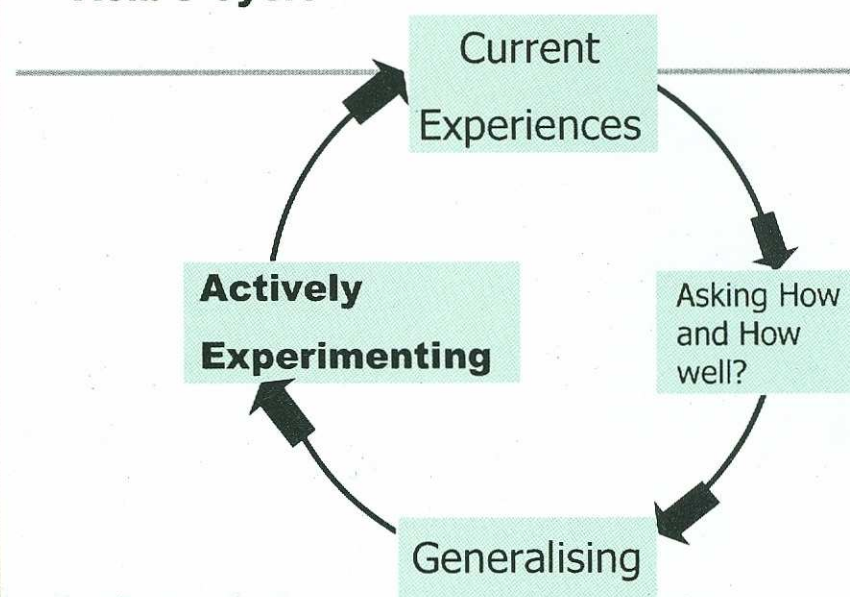 Current
Experiences
Asking How
and How
well?
Generalising
Actively
Experimenting